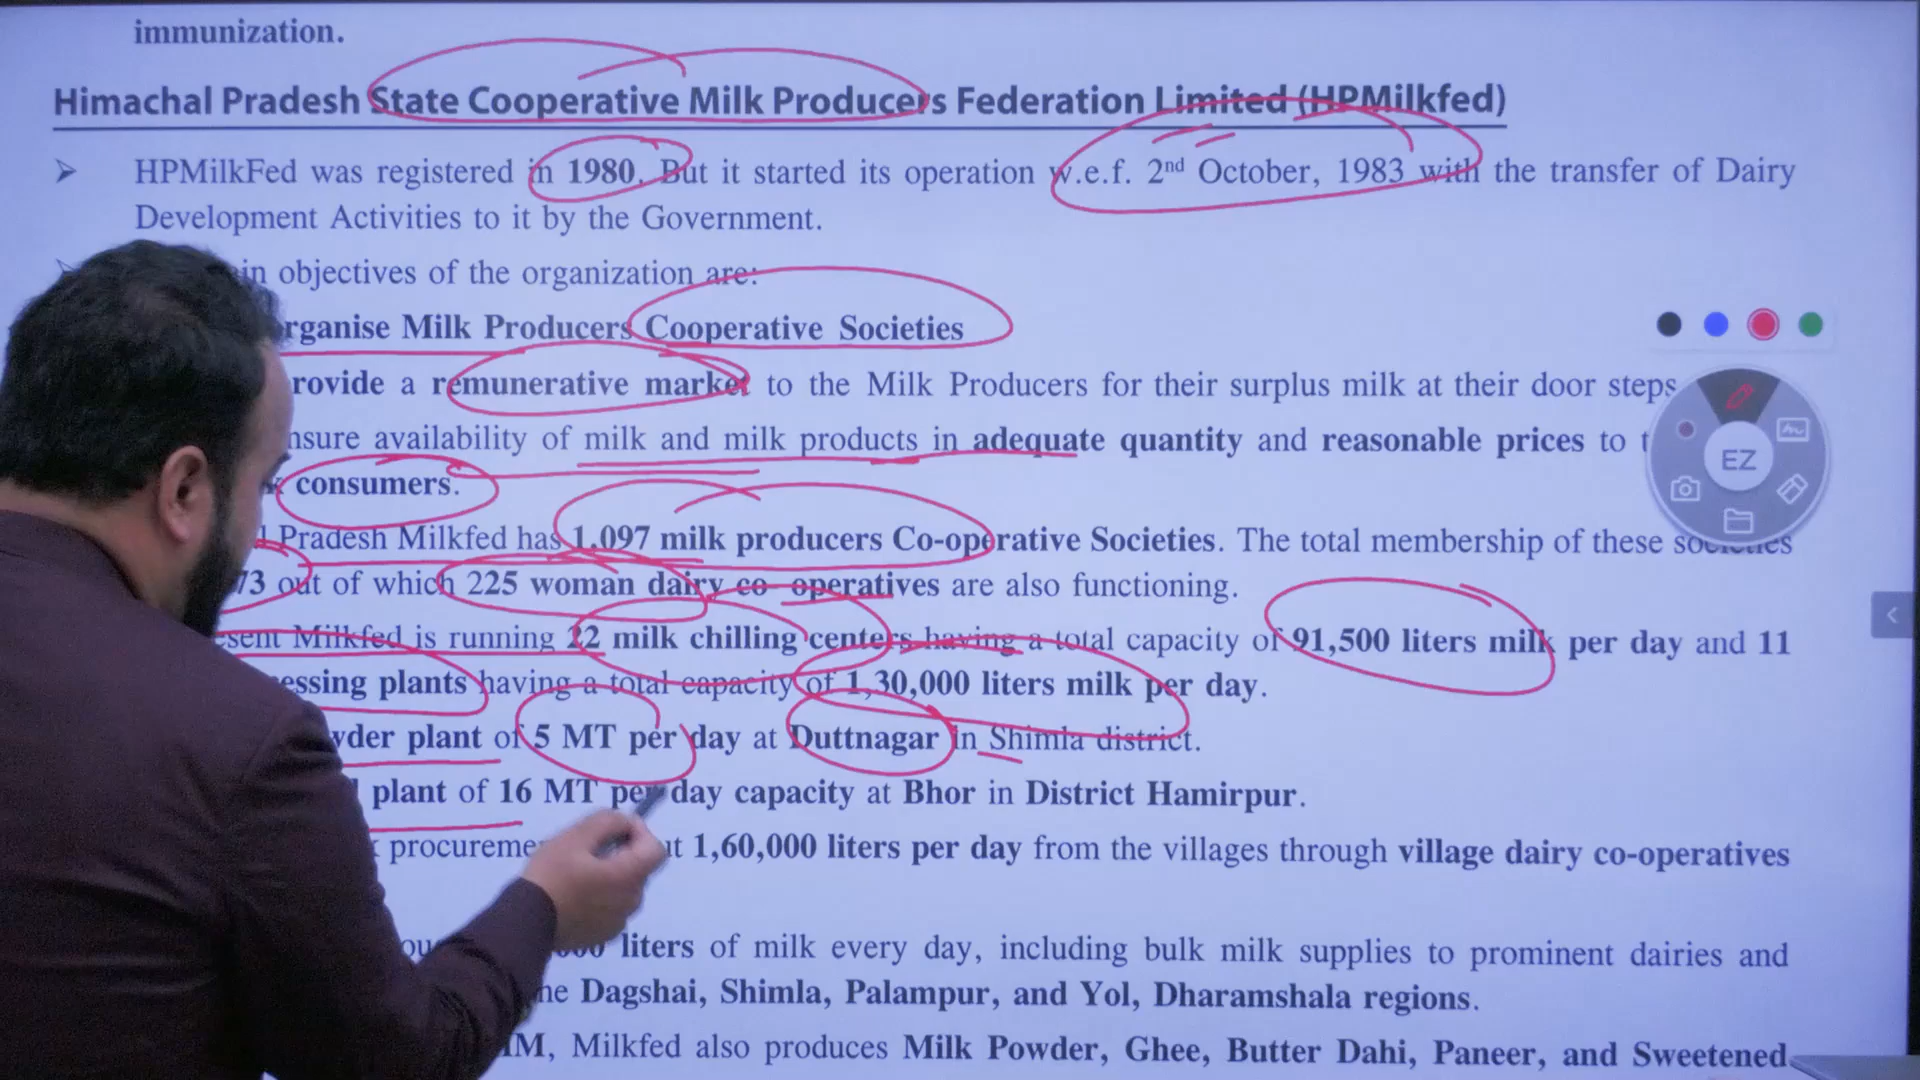 immunization.
Himachal Pradesh State Cooperative Milk Producers Federation Limited (HPMilkfed)
➢ HPMilkFed was registered in 1980. But it started its operation w.e.f. 2nd October, 1983 with the transfer of Dairy
Development Activities to it by the Government.
objectives of the organization are:
Milk Producers Cooperative Societies
a remunerative market to the Milk Producers for their surplus milk at their door steps
availability of milk and milk products in adequate quantity and reasonable prices to
consumers.
Pradesh Milkfed has 1,097 milk producers Co-operative Societies. The total membership of these societies
out of which 225 woman dairy co-operatives are also functioning.
Milkfed is running 22 milk chilling centers having a total capacity of 91,500 liters milk per day and 11
plants having a total capacity of 1,30,000 liters milk per day.
plant of 5 MT per day at Duttnagar in Shimla district.
plant of 16 MT per day capacity at Bhor in District Hamirpur.
1,60,000 liters per day from the villages through village dairy co-operatives
liters of milk every day, including bulk milk supplies to prominent dairies and
Dagshai, Shimla, Palampur, and Yol, Dharamshala regions.
Milkfed also produces Milk Powder, Ghee, Butter Dahi, Paneer, and Sweetened
EZ